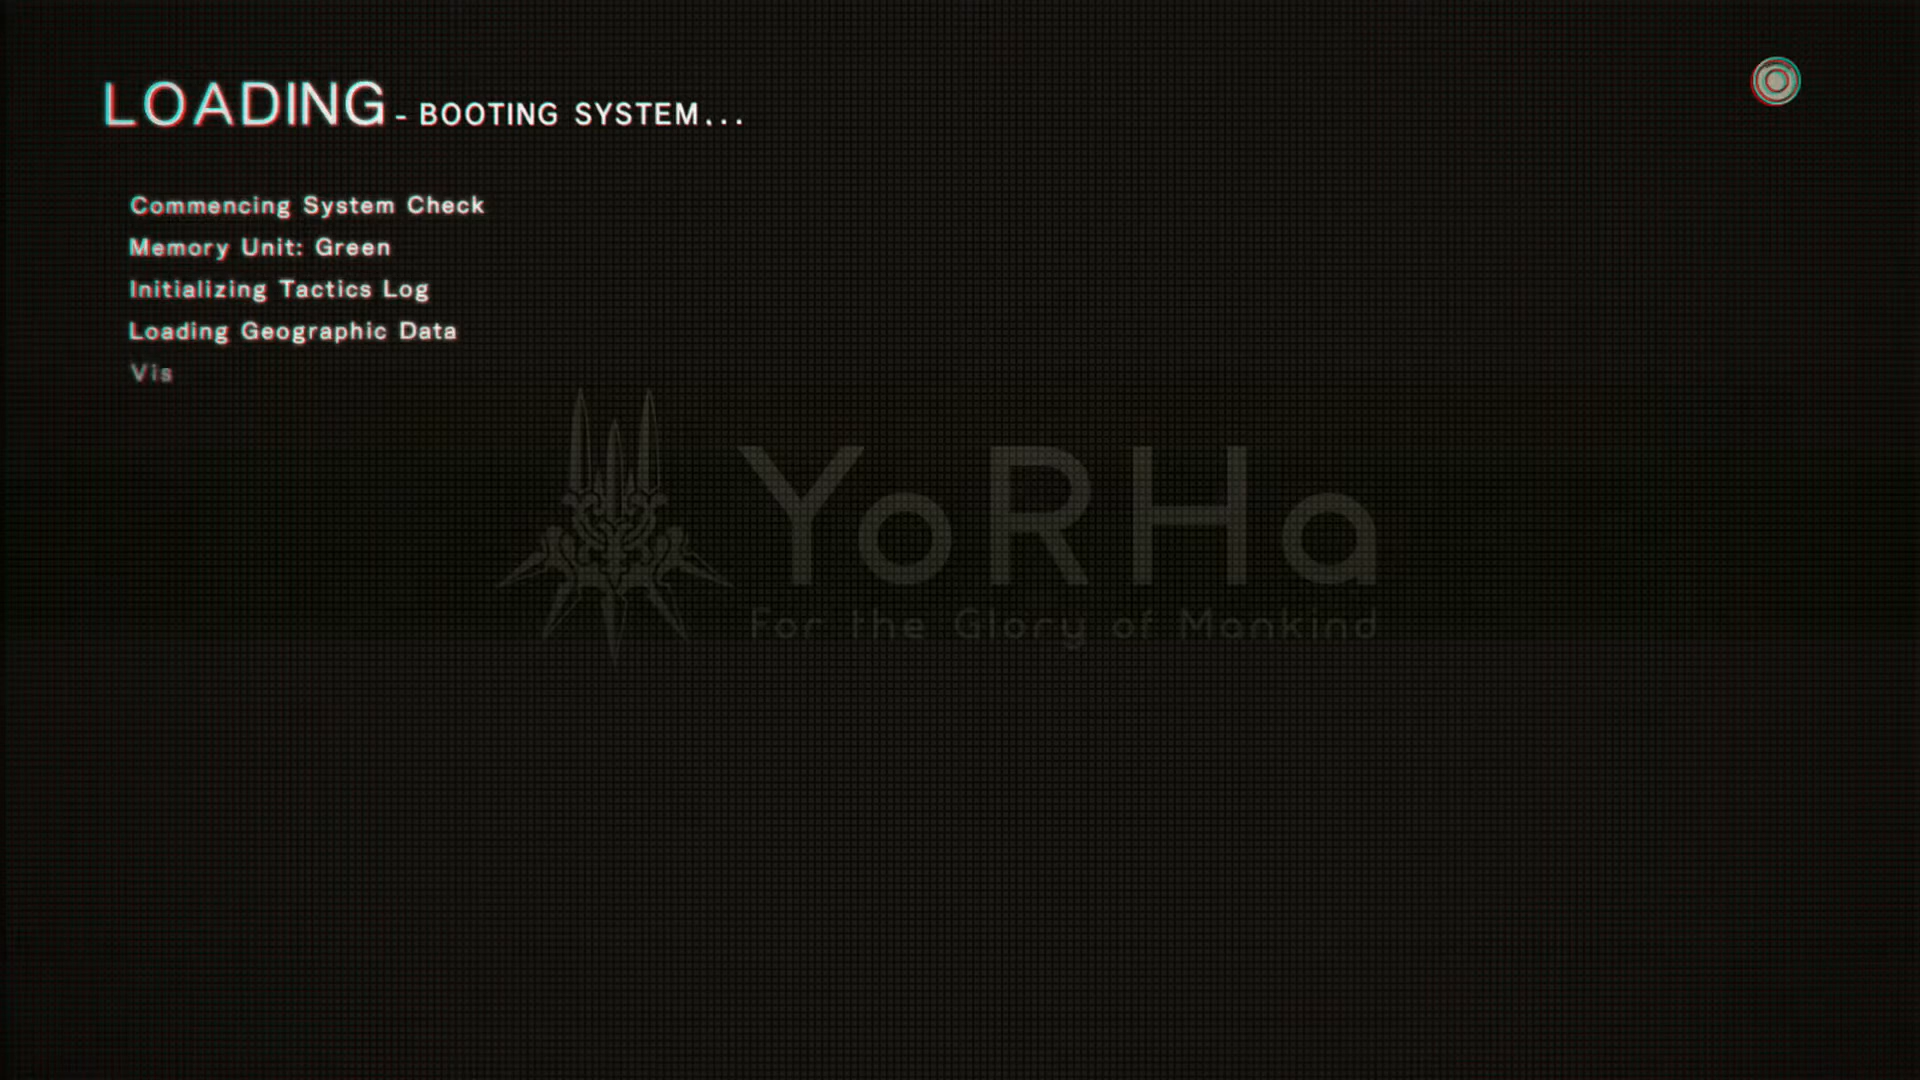 LOADING - BOOTING SYSTEM...
Commencing System Check
Memory Unit: Green
Initializing Tactics Log
Loading Geographic Data
Vis
YoRHa
For the Glory of Mankind